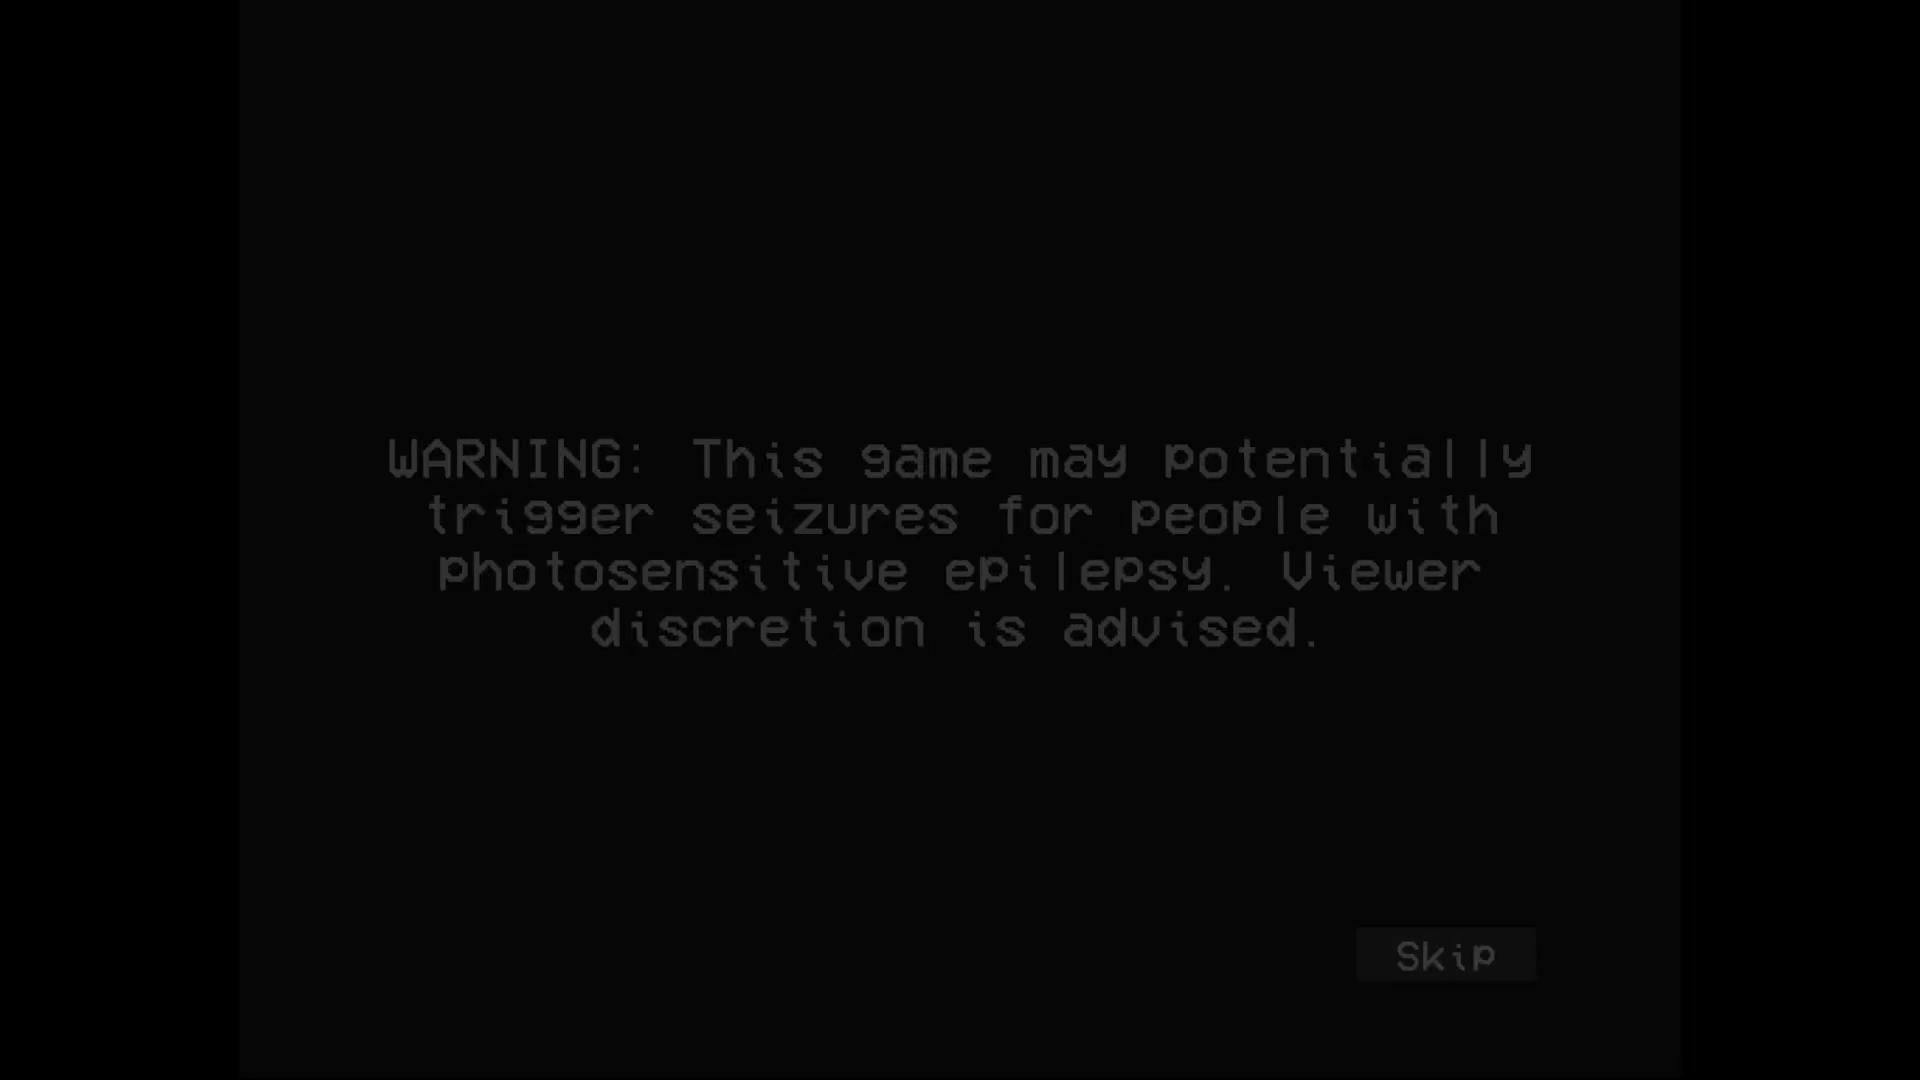 WARNING: This game may potentially
trigger seizures for people with
photosensitive epilepsy. Viewer
discretion is advised.
Skip